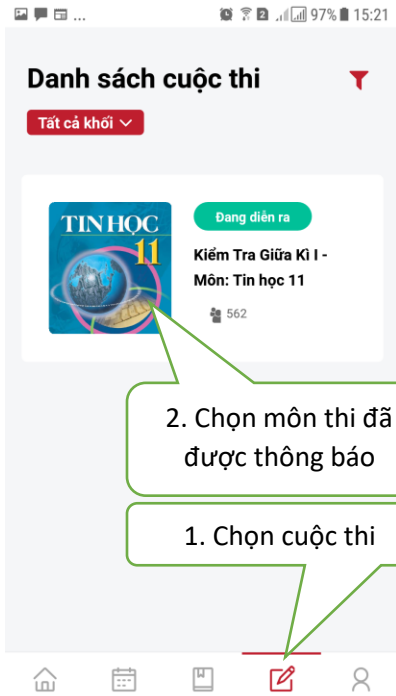 ... 2 97% 15:21
Danh sách cuộc thi
Tất cả khối
TIN HỌC
11
Đang diễn ra
Kiểm Tra Giữa Kì I -
Môn: Tin học 11
562
2. Chọn môn thi đã
được thông báo
1. Chọn cuộc thi